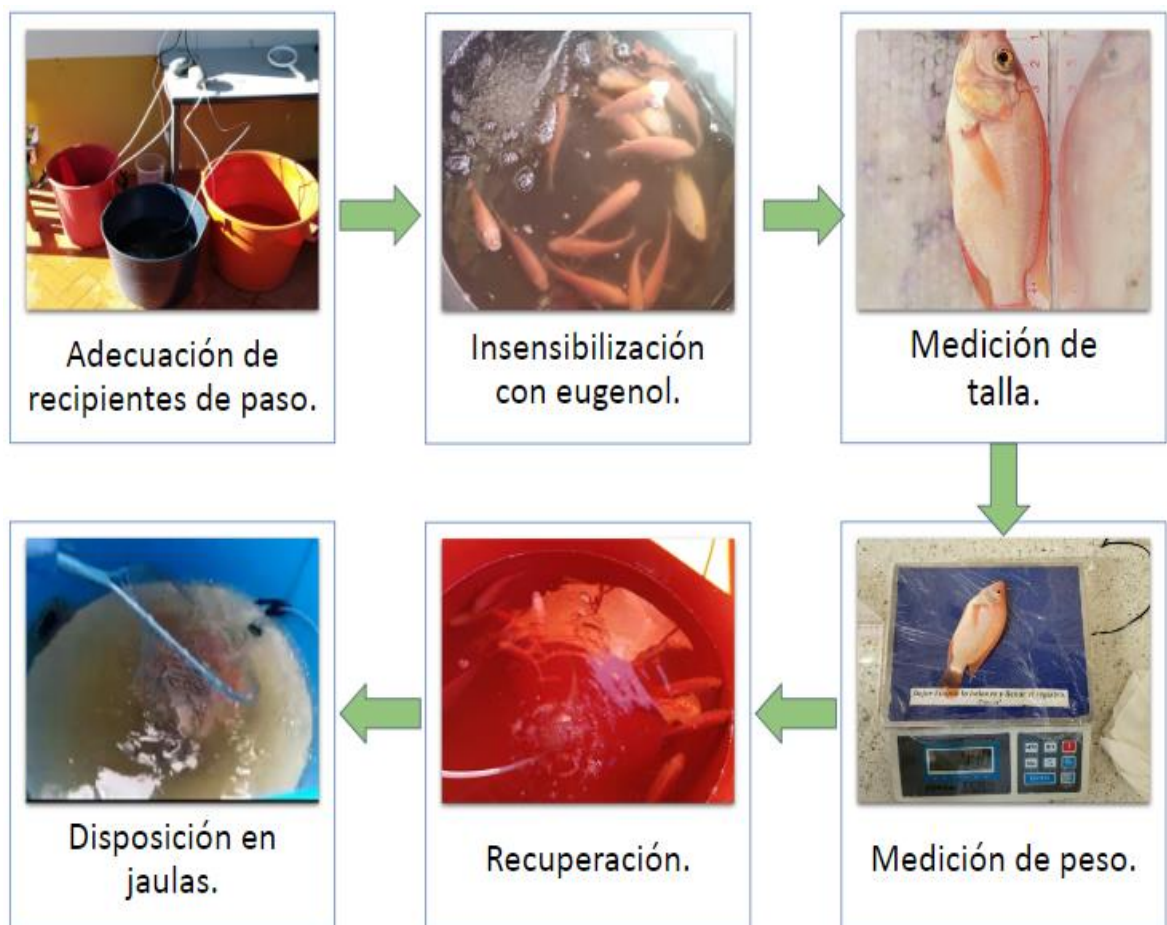 Adecuación de
recipientes de paso.
Insensibilización
con eugenol.
Medición de
talla.
Medición de peso.
Recuperación.
Disposición en
jaulas.